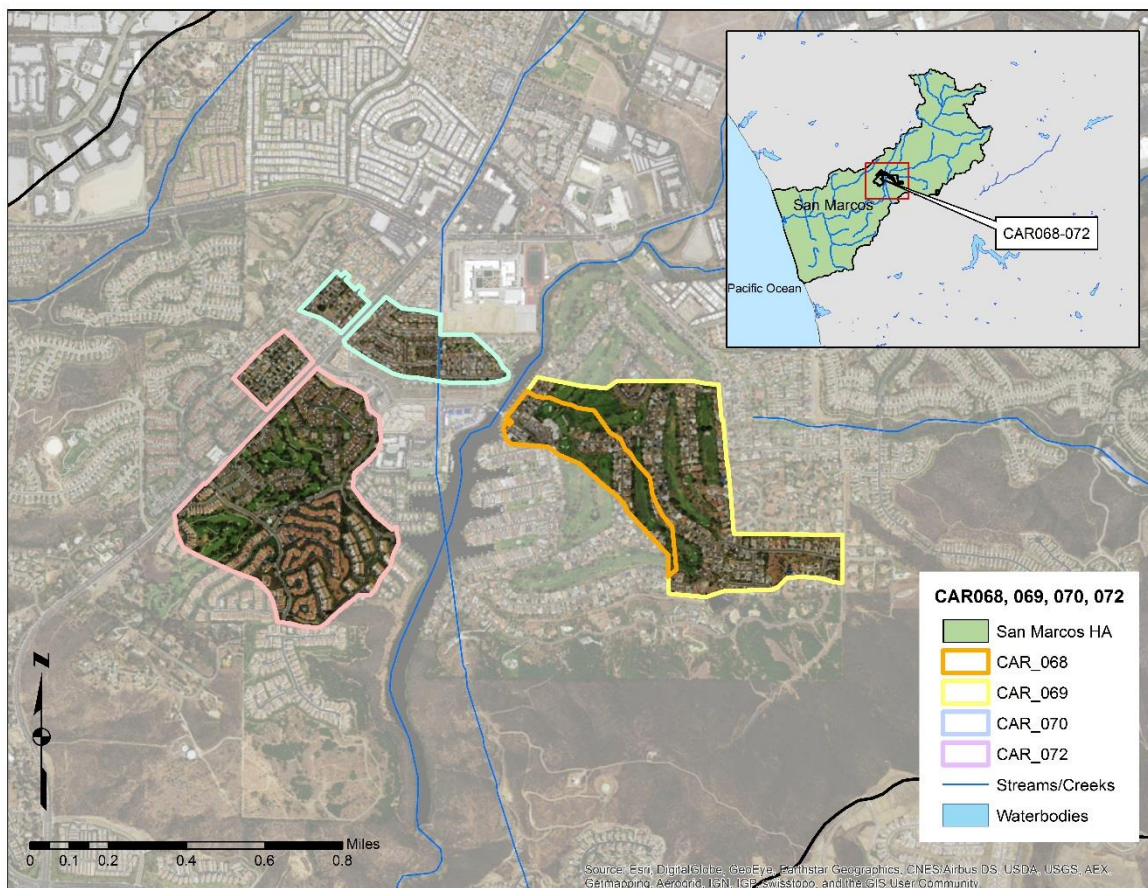 San Marcos
CAR068-072
Pacific Ocean
CAR068, 069, 070, 072
San Marcos HA
CAR_068
CAR_069
CAR_070
CAR_072
Streams/Creeks
Waterbodies
N
Miles
0 0.1 0.2 0.4 0.6 0.8
Source: Esri, DigitalGlobe, GeoEye, Earthstar Geographics, CNES/Airbus DS, USDA, USGS, AEX,
Getmapping, Aerogrid, IGN, IGP, swisstopo, and the GIS User Community